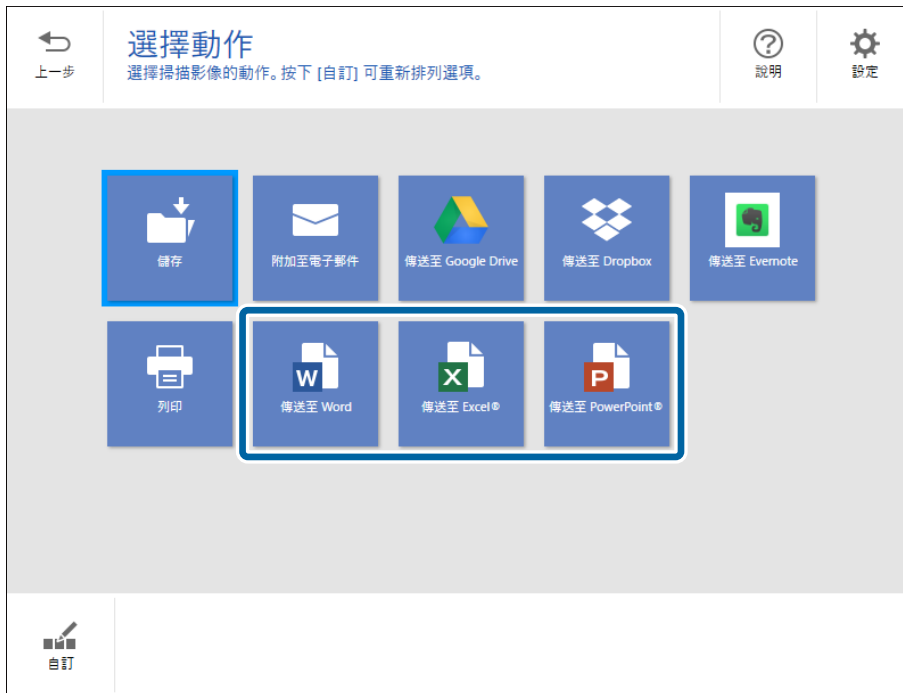 上一步
選擇動作
選擇掃描影像的動作。按下 [自訂] 可重新排列選項。
說明
設定
儲存
附加至電子郵件
傳送至 Google Drive
傳送至 Dropbox
傳送至 Evernote
列印
W
傳送至 Word
X
傳送至 Excel®
P
傳送至 PowerPoint®
自訂